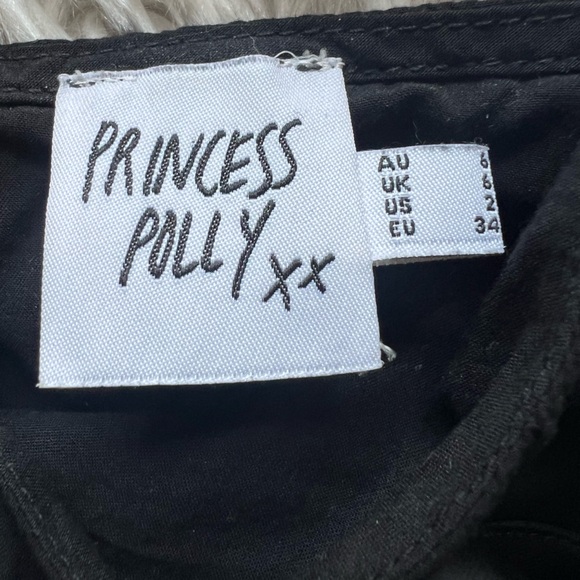 PRINCESS
POLLY xx
AU 6
UK 6
US 2
EU 34